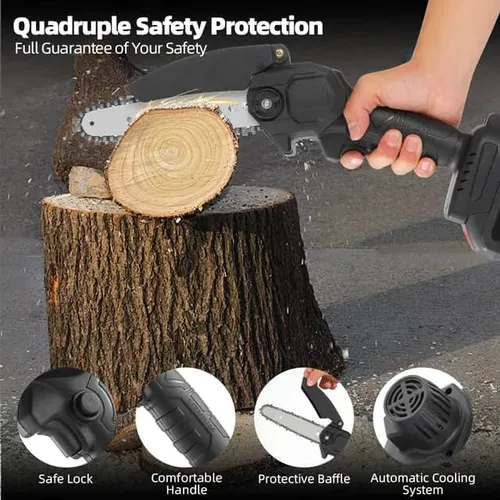 Quadruple Safety Protection
Full Guarantee of Your Safety
Safe Lock
Comfortable
Handle
Protective Baffle
Automatic Cooling
System